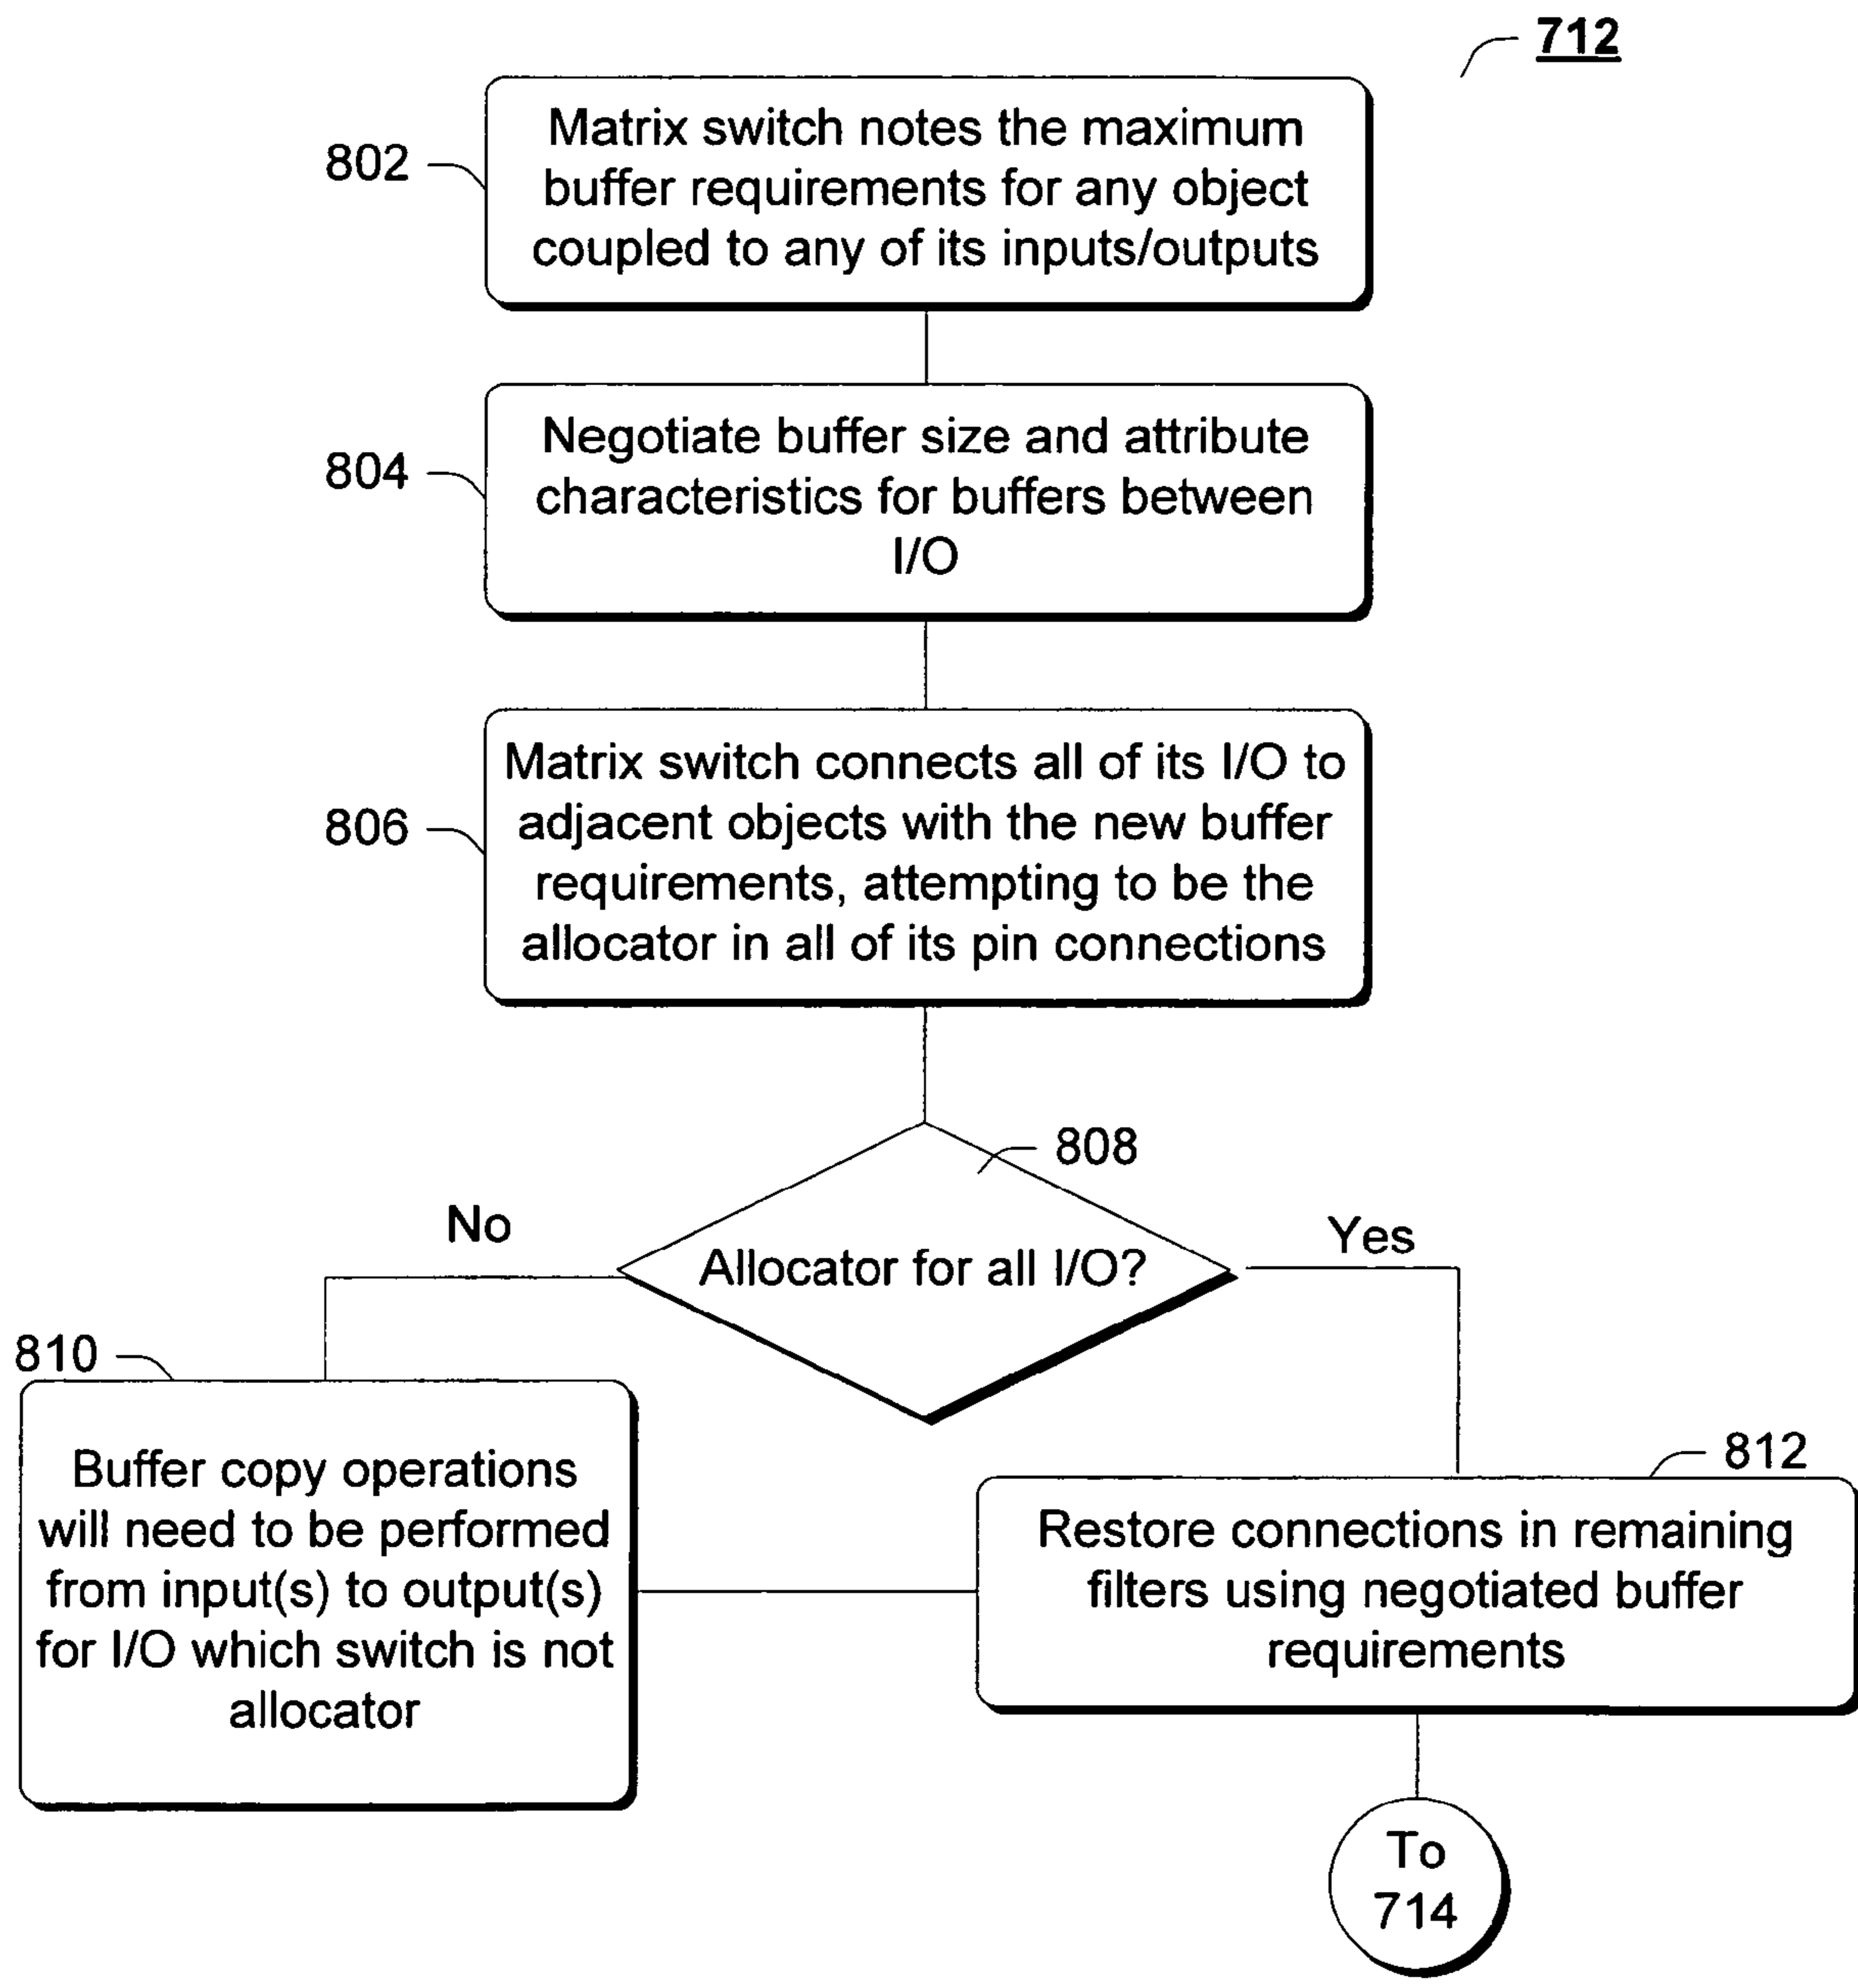 712
802
Matrix switch notes the maximum
buffer requirements for any object
coupled to any of its inputs/outputs
804
Negotiate buffer size and attribute
characteristics for buffers between
I/O
806
Matrix switch connects all of its I/O to
adjacent objects with the new buffer
requirements, attempting to be the
allocator in all of its pin connections
808
No
Allocator for all I/O?
Yes
810
Buffer copy operations
will need to be performed
from input(s) to output(s)
for I/O which switch is not
allocator
812
Restore connections in remaining
filters using negotiated buffer
requirements
To
714